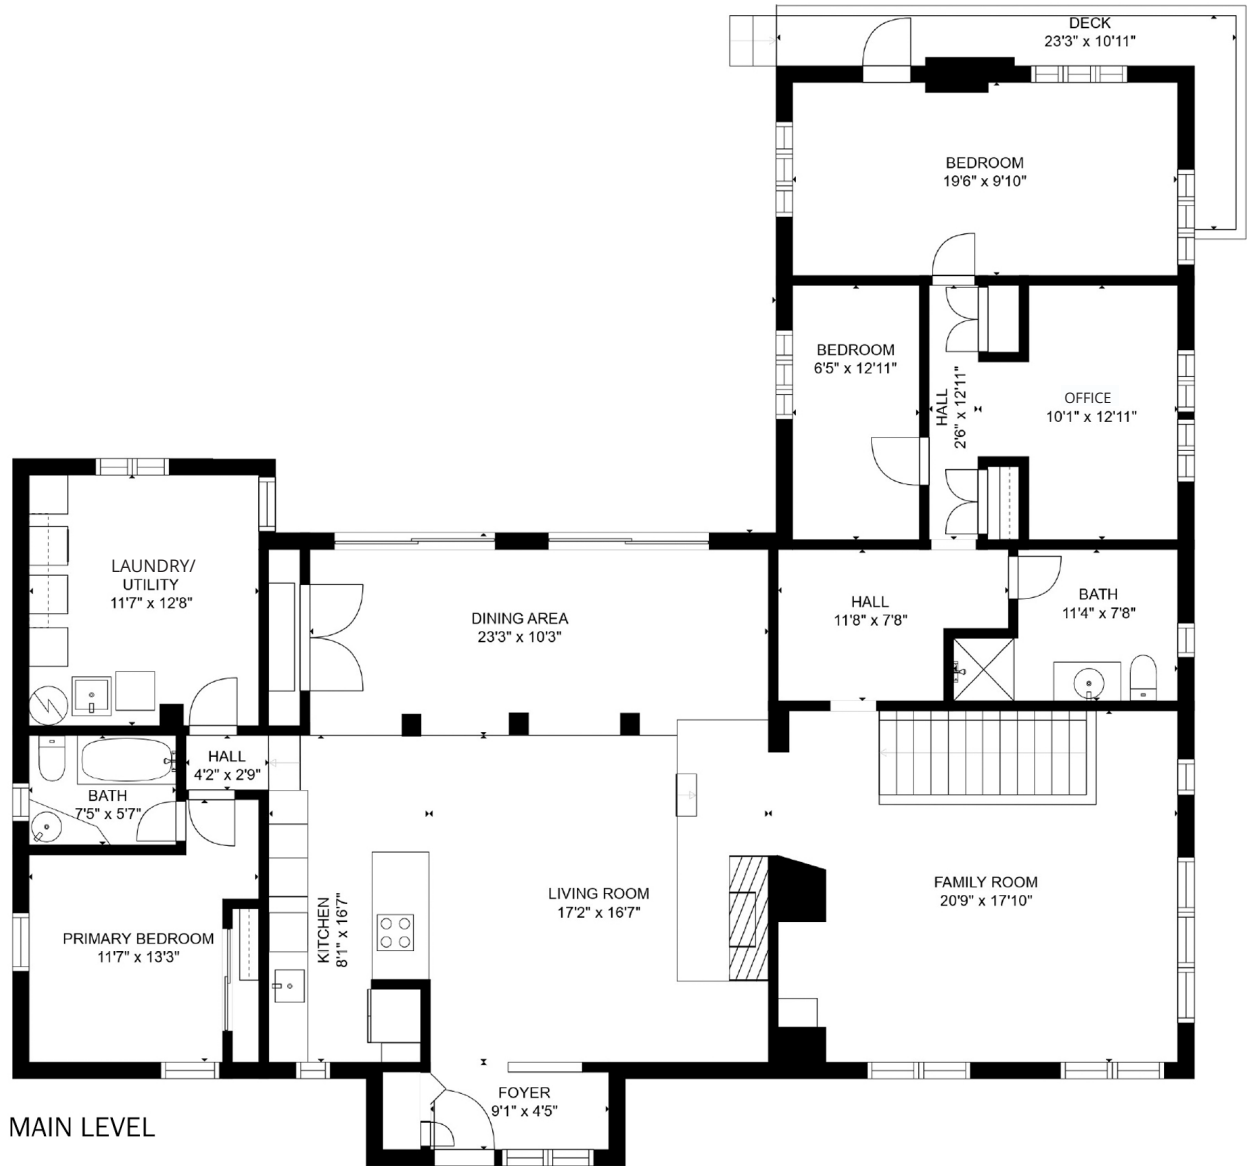 DECK
23'3" x 10'11"
BEDROOM
19'6" x 9'10"
BEDROOM
6'5" x 12'11"
HALL
2'6" x 12'11"
OFFICE
10'1" x 12'11"
LAUNDRY/
UTILITY
11'7" x 12'8"
DINING AREA
23'3" x 10'3"
HALL
11'8" x 7'8"
BATH
11'4" x 7'8"
HALL
4'2" x 2'9"
BATH
7'5" x 5'7"
PRIMARY BEDROOM
11'7" x 13'3"
KITCHEN
8'1" x 16'7"
LIVING ROOM
17'2" x 16'7"
FAMILY ROOM
20'9" x 17'10"
FOYER
9'1" x 4'5"
MAIN LEVEL